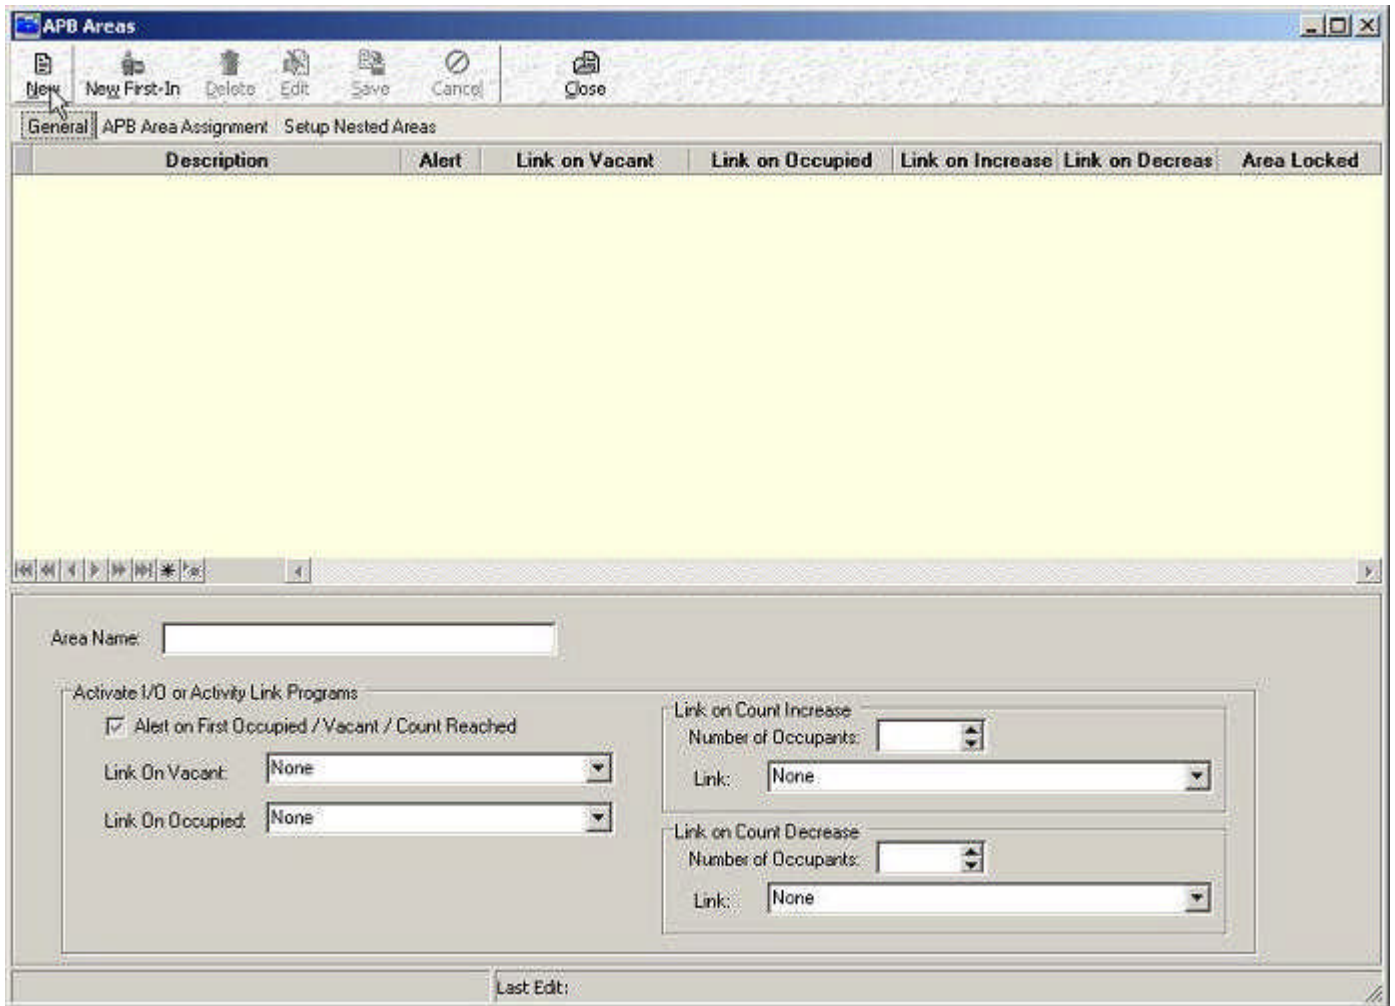 APB Areas
New New First-In Delete Edit Save Cancel Close
General APB Area Assignment Setup Nested Areas
Description Alert Link on Vacant Link on Occupied Link on Increase Link on Decreas Area Locked
Area Name:
Activate I/O or Activity Link Programs
Alert on First Occupied / Vacant / Count Reached
Link On Vacant: None
Link On Occupied: None
Link on Count Increase
Number of Occupants:
Link: None
Link on Count Decrease
Number of Occupants:
Link: None
Last Edit: